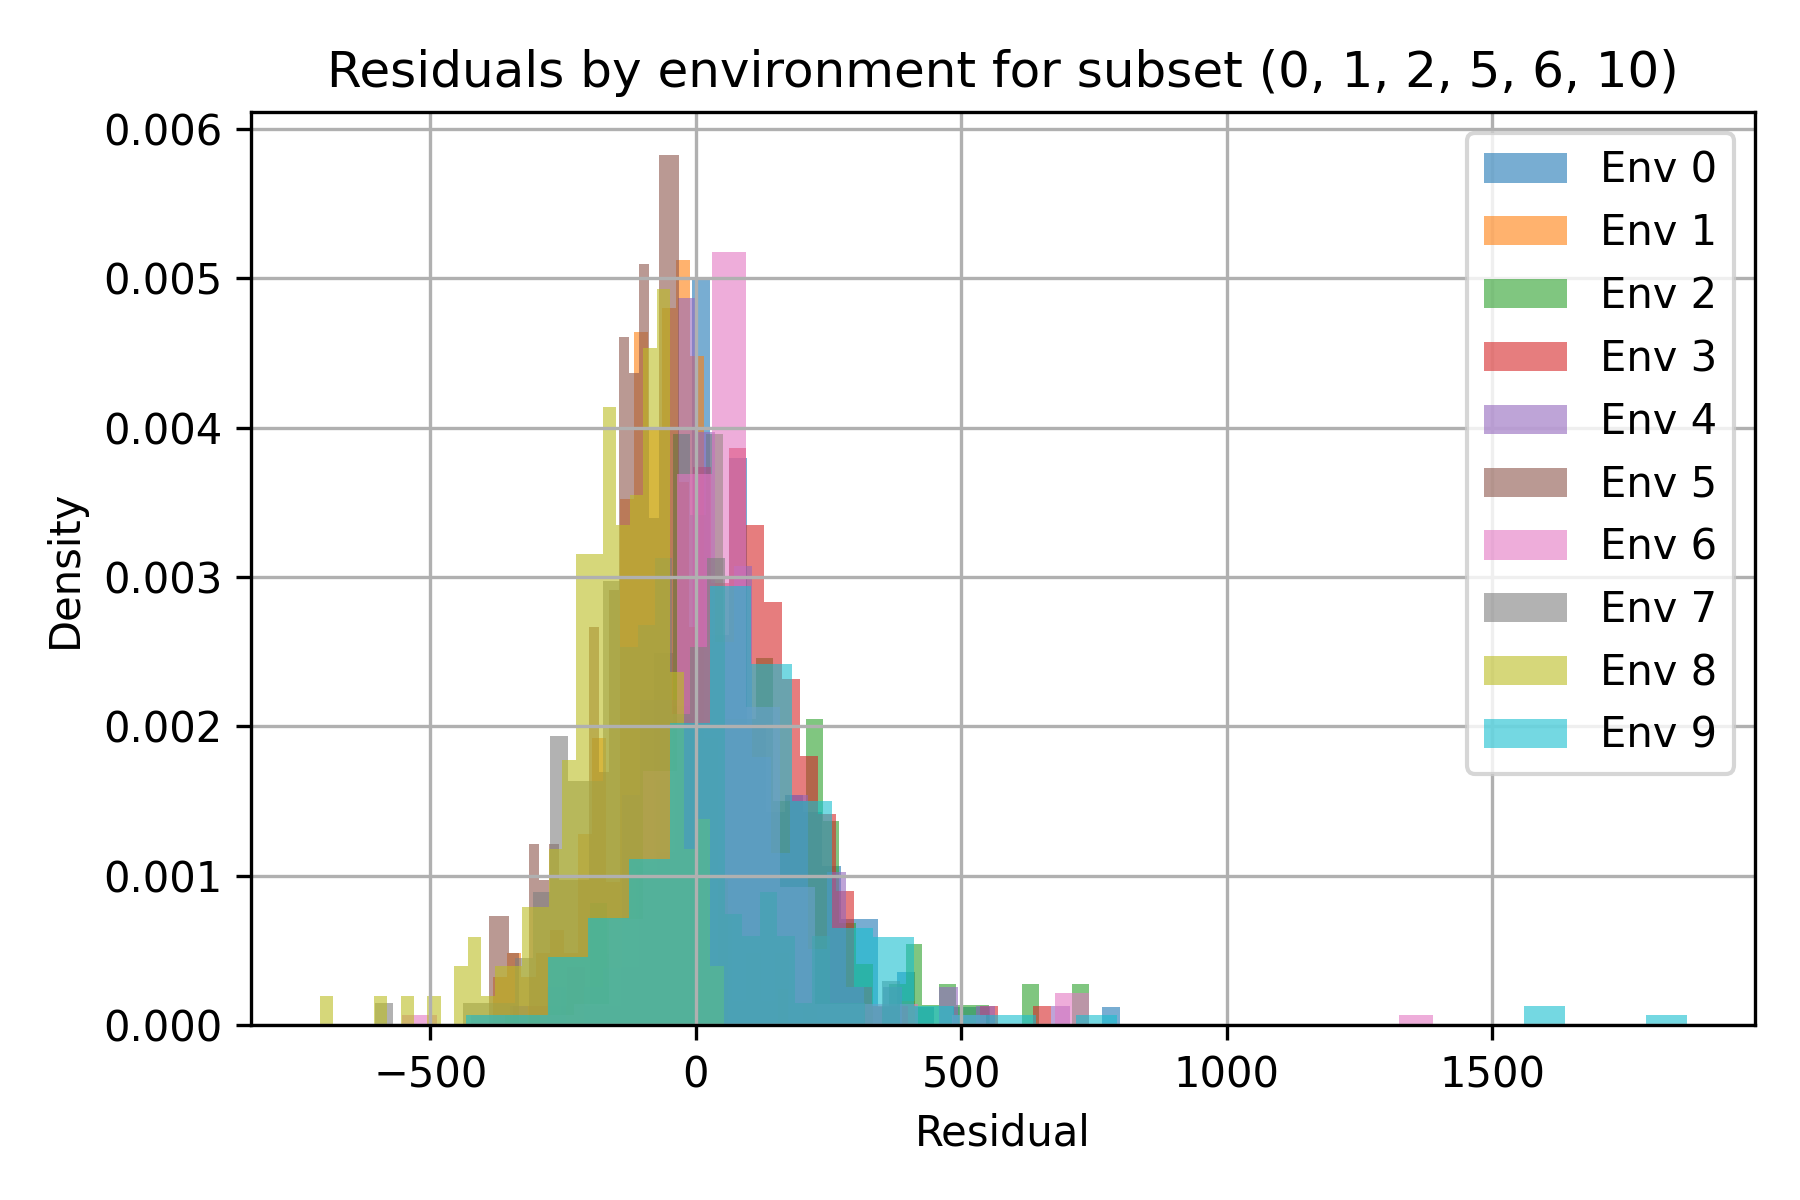 Residuals by environment for subset (0, 1, 2, 5, 6, 10)
0.006
0.005
0.004
0.003
0.002
0.001
0.000
Density
−500
0
500
1000
1500
Residual
Env 0
Env 1
Env 2
Env 3
Env 4
Env 5
Env 6
Env 7
Env 8
Env 9